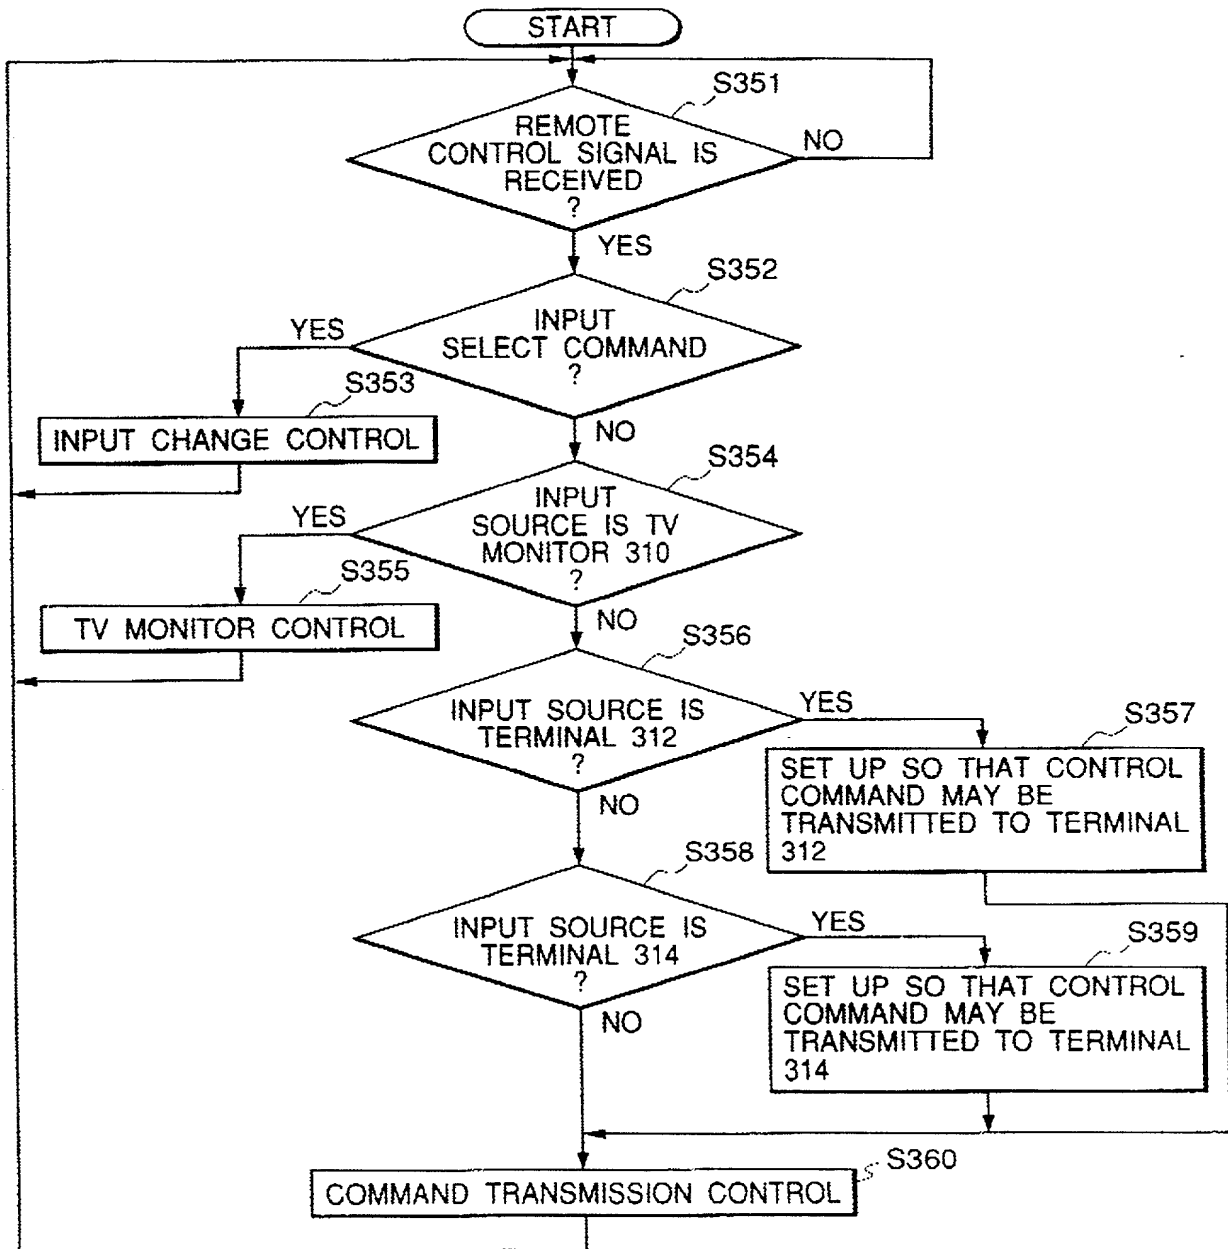 START
S351
REMOTE
CONTROL SIGNAL IS
RECEIVED
?
NO
YES
S352
INPUT
SELECT COMMAND
?
YES
NO
S353
INPUT CHANGE CONTROL
S354
INPUT
SOURCE IS TV
MONITOR 310
?
YES
NO
S355
TV MONITOR CONTROL
S356
INPUT SOURCE IS
TERMINAL 312
?
YES
NO
S357
SET UP SO THAT CONTROL
COMMAND MAY BE
TRANSMITTED TO TERMINAL
312
S358
INPUT SOURCE IS
TERMINAL 314
?
YES
NO
S359
SET UP SO THAT CONTROL
COMMAND MAY BE
TRANSMITTED TO TERMINAL
314
S360
COMMAND TRANSMISSION CONTROL